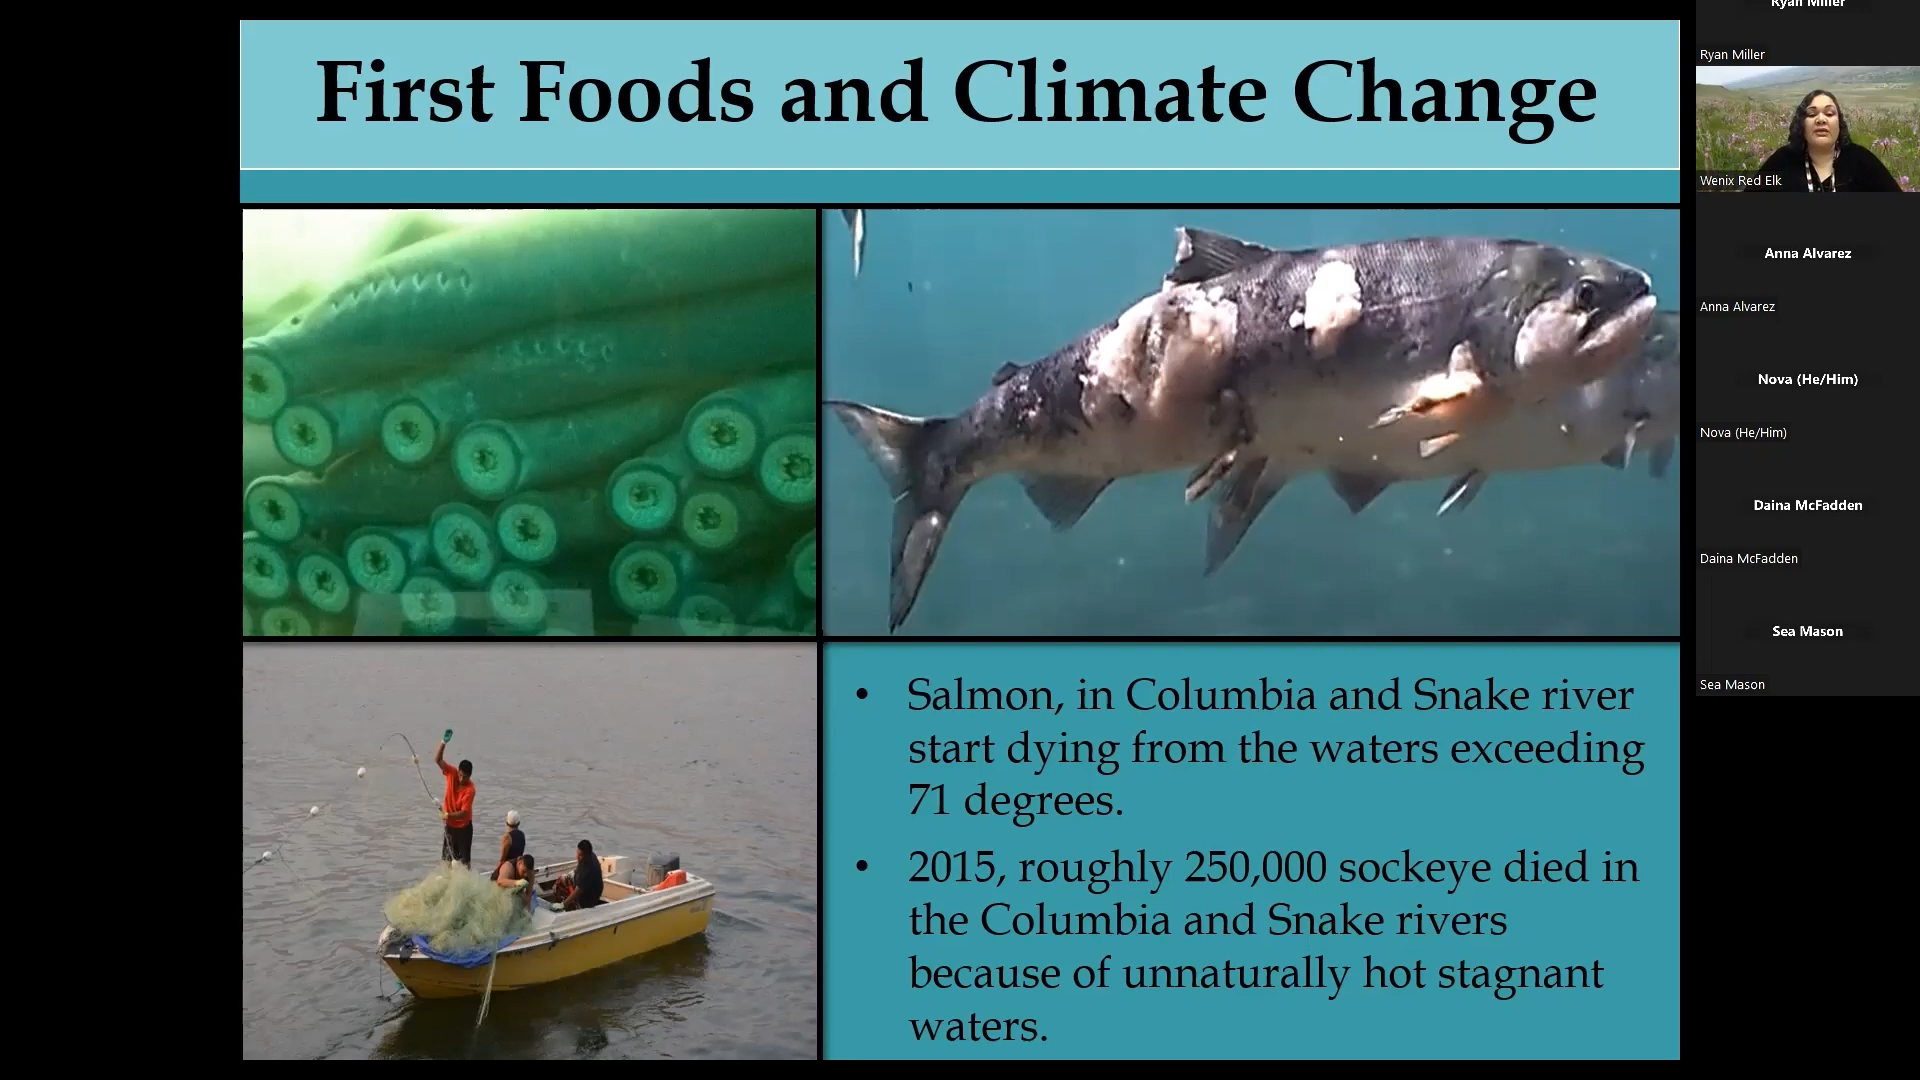 First Foods and Climate Change
• Salmon, in Columbia and Snake river
start dying from the waters exceeding
71 degrees.
• 2015, roughly 250,000 sockeye died in
the Columbia and Snake rivers
because of unnaturally hot stagnant
waters.
Ryan Miller
Ryan Miller
Wenix Red Elk
Anna Alvarez
Anna Alvarez
Nova (He/Him)
Nova (He/Him)
Daina McFadden
Daina McFadden
Sea Mason
Sea Mason